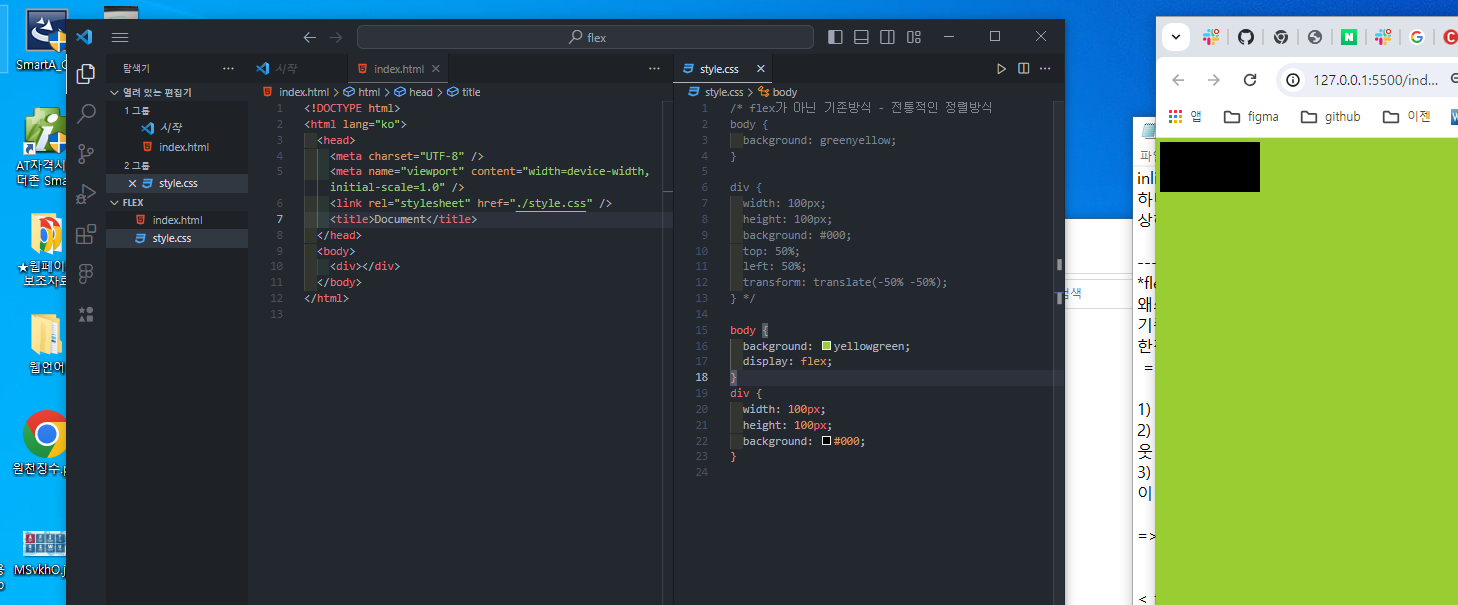 SmartA_
flex
탐색기
열려 있는 편집기
1 그룹
시작
index.html
2 그룹
style.css
FLEX
index.html
style.css
시작
index.html
index.html > html > head > title
1 <!DOCTYPE html>
2 <html lang="ko">
3 <head>
4 <meta charset="UTF-8" />
5 <meta name="viewport" content="width=device-width,
initial-scale=1.0" />
6 <link rel="stylesheet" href="./style.css" />
7 <title>Document</title>
8 </head>
9 <body>
10 <div></div>
11 </body>
12 </html>
13
style.css
style.css > body
1 /* flex가 아닌 기존방식 - 전통적인 정렬방식
2 body {
3 background: greenyellow;
4 }
5
6 div {
7 width: 100px;
8 height: 100px;
9 background: #000;
10 top: 50%;
11 left: 50%;
12 transform: translate(-50% -50%);
13 } */
14
15 body {
16 background: yellowgreen;
17 display: flex;
18 }
19 div {
20 width: 100px;
21 height: 100px;
22 background: #000;
23 }
24
AT자격시
더존 Sma
★웹페이
보조자료
웹언어
원천징수.p
MSvkhO.j
검색
파일
inli
하
상
---
*fle
왜
기
한
=
1)
2)
웃
3)
이
=>
<
127.0.0.1:5500/ind...
앱
figma
github
이젠